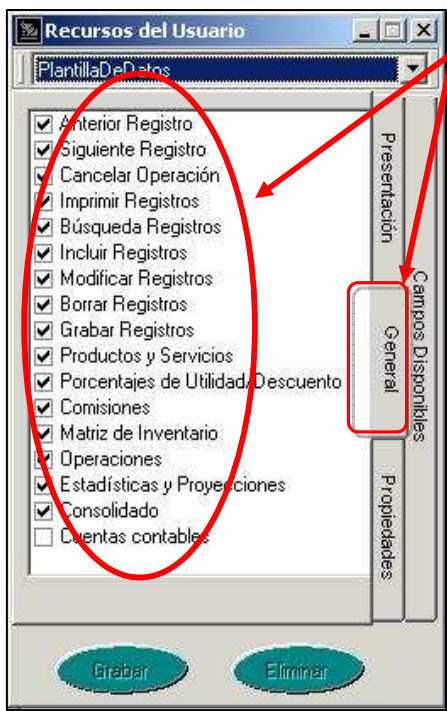 Recursos del Usuario
PlantillaDeDatos
Anterior Registro
Siguiente Registro
Cancelar Operación
Imprimir Registros
Búsqueda Registros
Incluir Registros
Modificar Registros
Borrar Registros
Grabar Registros
Productos y Servicios
Porcentajes de Utilidad/Descuento
Comisiones
Matriz de Inventario
Operaciones
Estadísticas y Proyecciones
Consolidado
Cuentas contables
Presentación
General
Propiedades
Campos Disponibles
Grabar
Eliminar